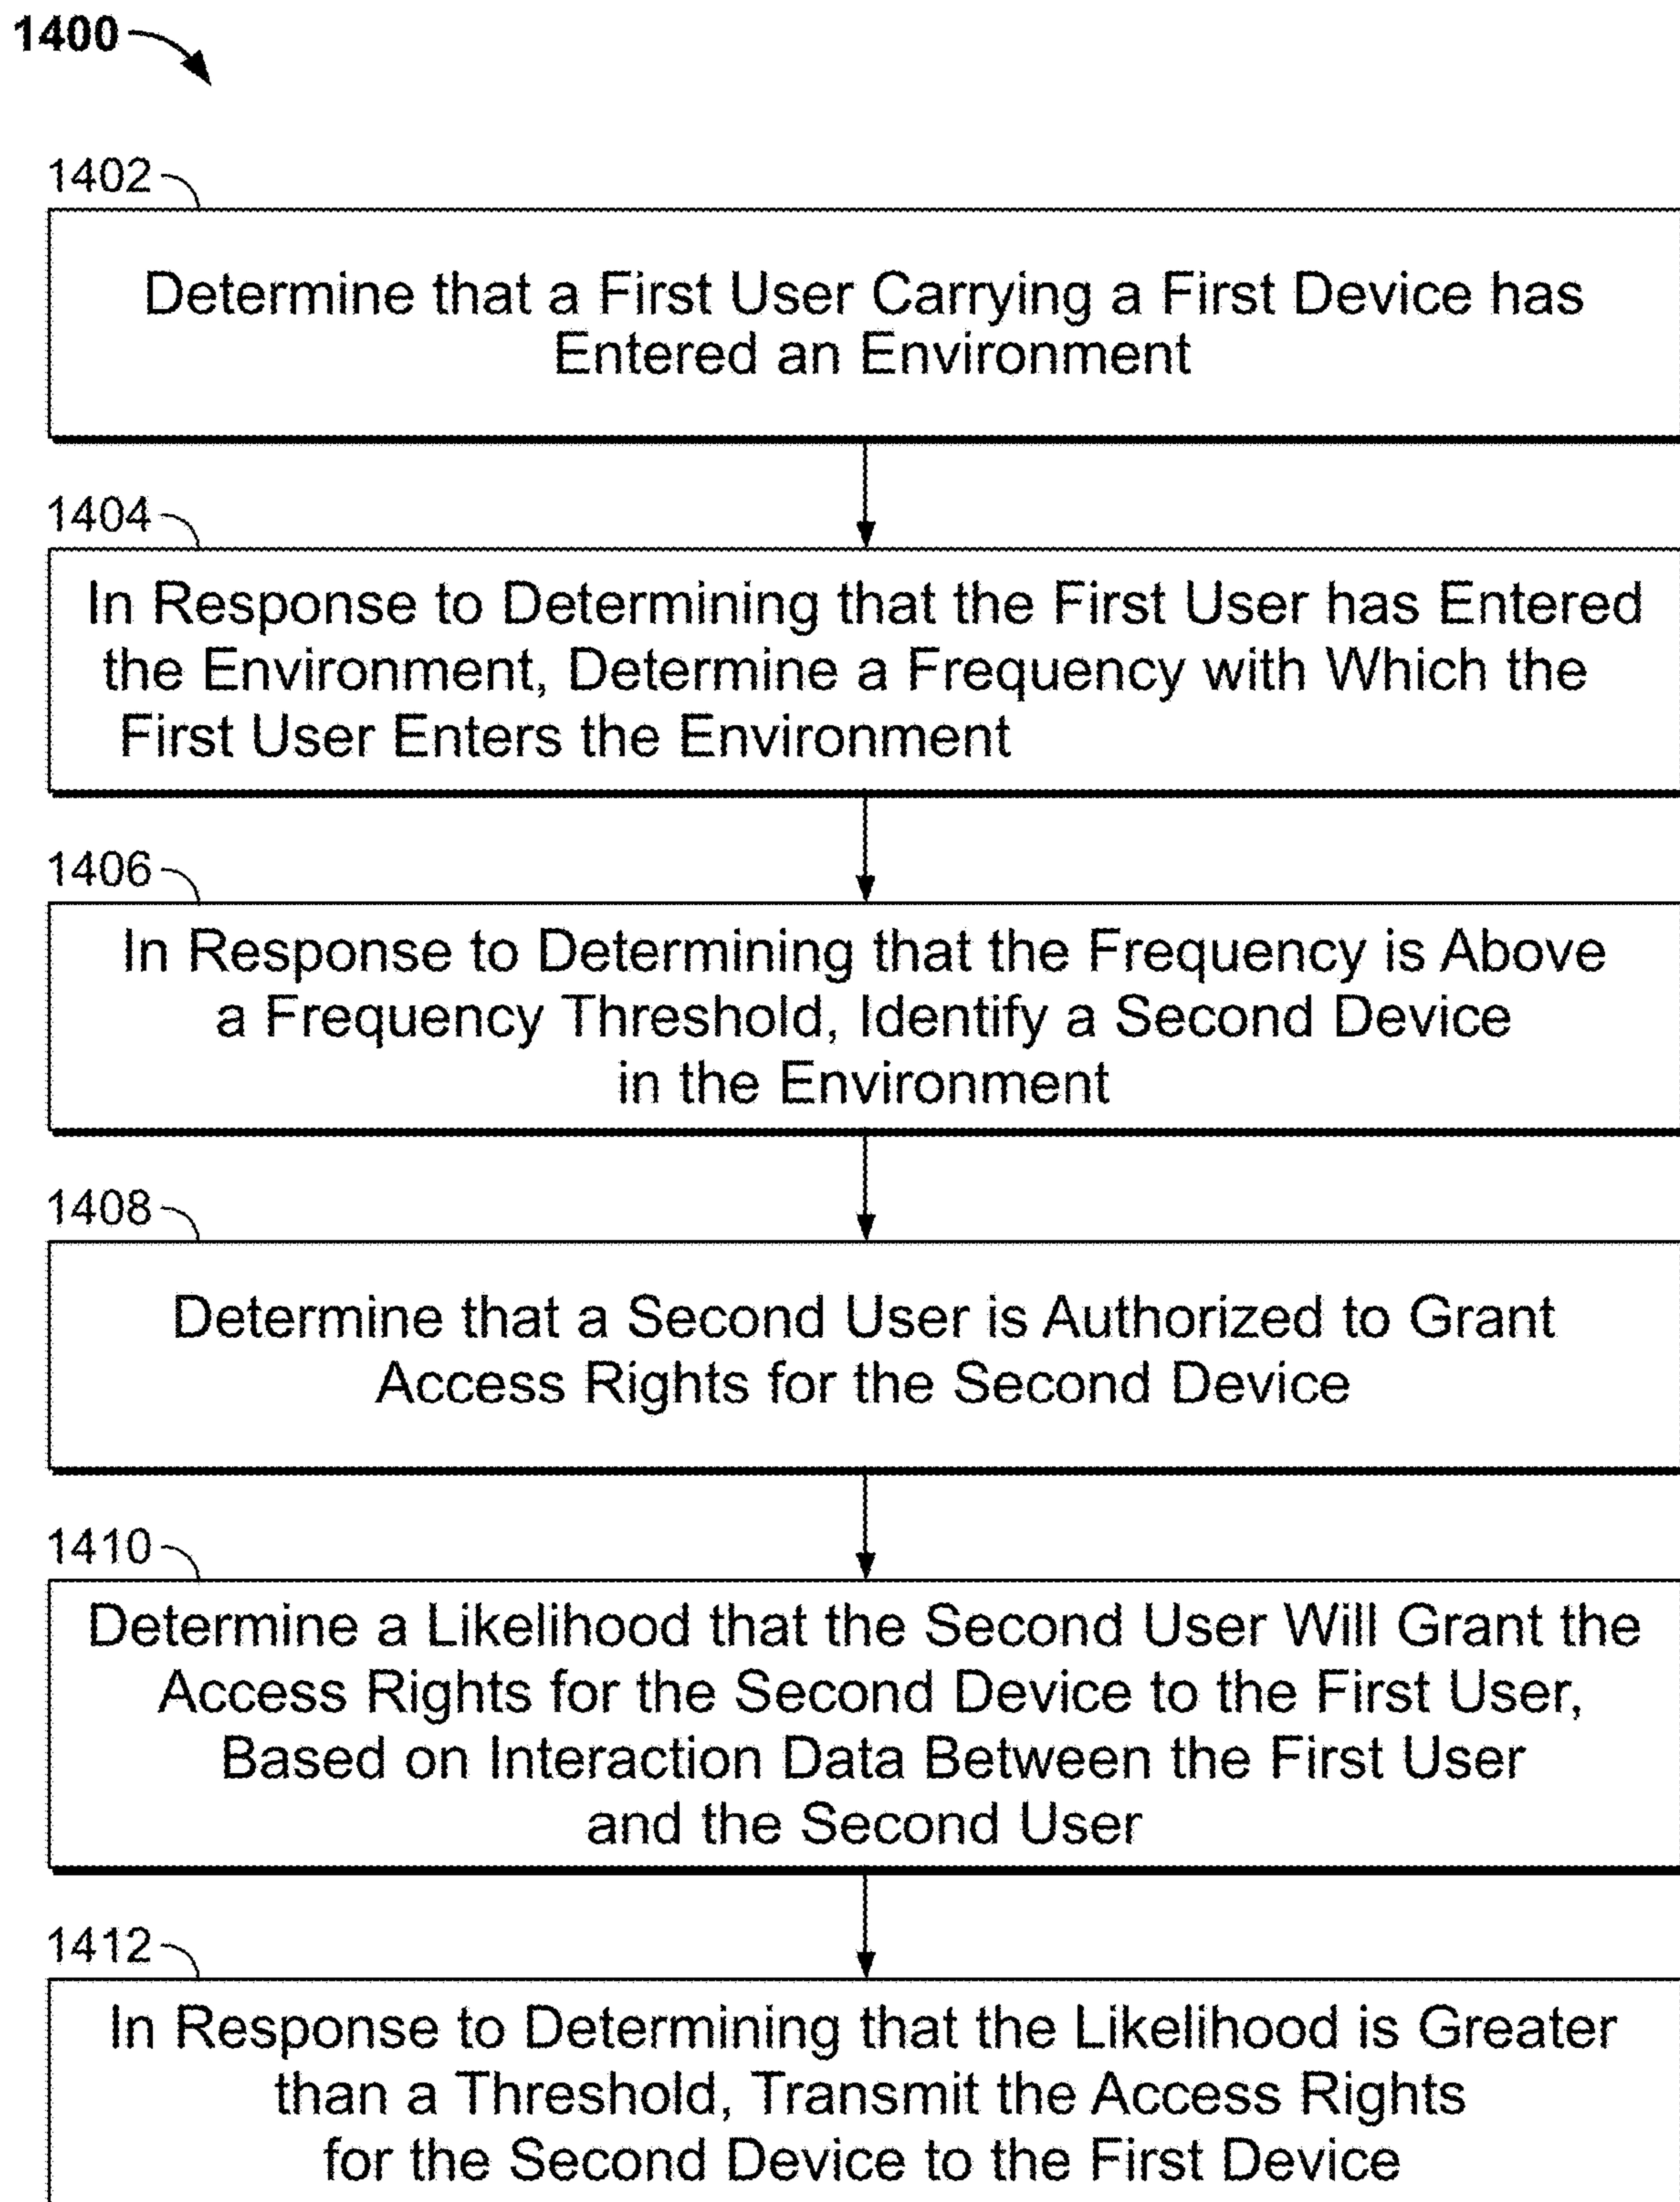 1400
1402
Determine that a First User Carrying a First Device has
Entered an Environment
1404
In Response to Determining that the First User has Entered
the Environment, Determine a Frequency with Which the
First User Enters the Environment
1406
In Response to Determining that the Frequency is Above
a Frequency Threshold, Identify a Second Device
in the Environment
1408
Determine that a Second User is Authorized to Grant
Access Rights for the Second Device
1410
Determine a Likelihood that the Second User Will Grant the
Access Rights for the Second Device to the First User,
Based on Interaction Data Between the First User
and the Second User
1412
In Response to Determining that the Likelihood is Greater
than a Threshold, Transmit the Access Rights
for the Second Device to the First Device